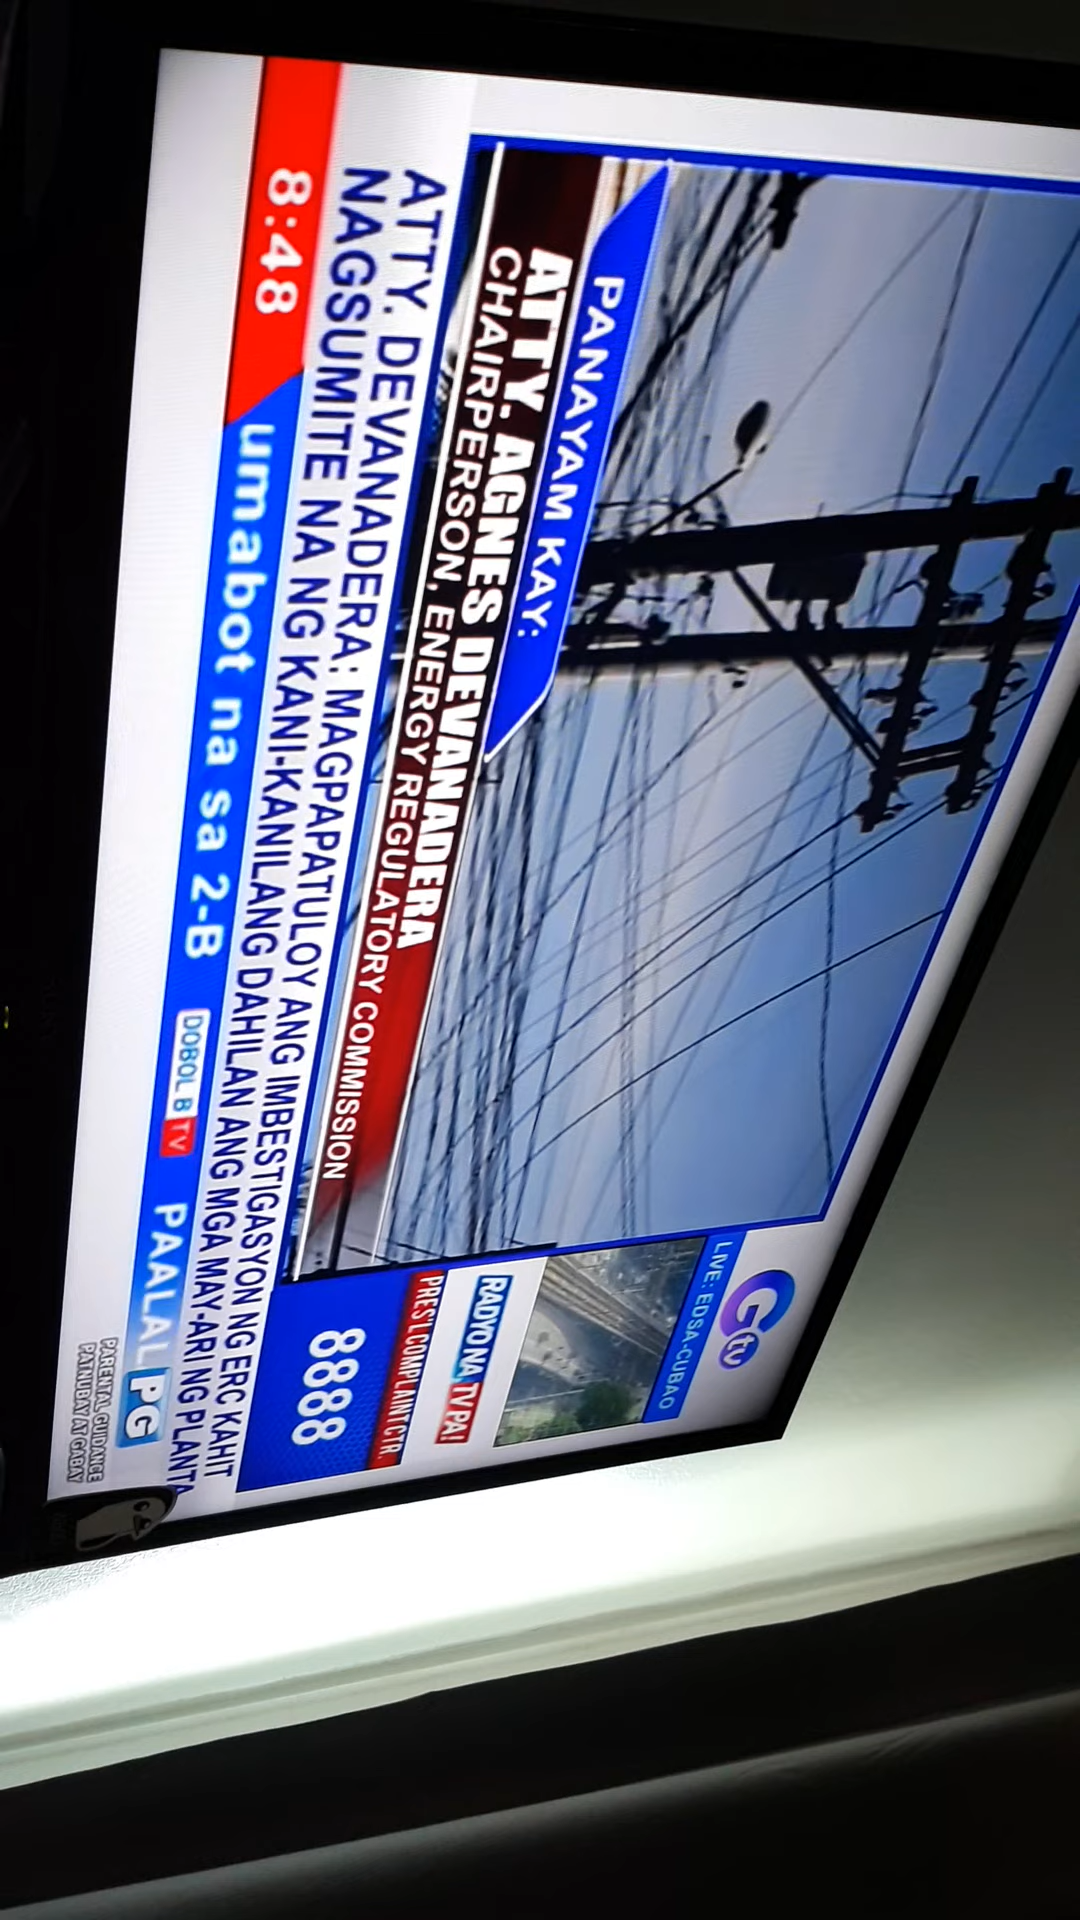 Gtv
LIVE: EDSA-CUBAO
RADYO NA TV PA!
PRES'L COMPLAINT CTR.
8888
PANAYAM KAY:
ATTY. AGNES DEVANADERA
CHAIRPERSON, ENERGY REGULATORY COMMISSION
ATTY. DEVANADERA: MAGPAPATULOY ANG IMBESTIGASYON NG ERC KAHIT
NAGSUMITE NA NG KANI-KANILANG DAHILAN ANG MGA MAY-ARI NG PLANTA
8:48 umabot na sa 2-B DOBOL B TV PAALAL PG
PARENTAL GUIDANCE
PATNUBAY AT GABAY